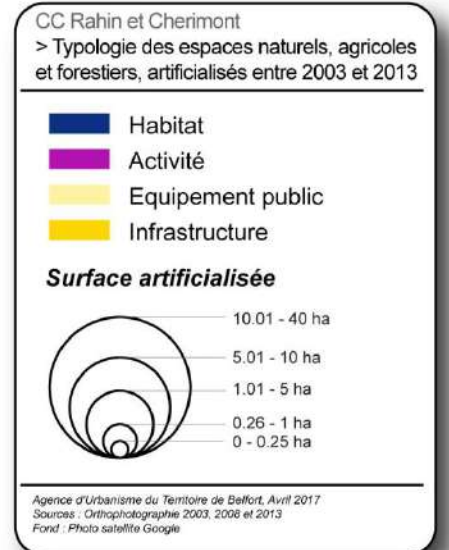 CC Rahin et Cherimont
> Typologie des espaces naturels, agricoles
et forestiers, artificialisés entre 2003 et 2013
Habitat
Activité
Equipement public
Infrastructure
Surface artificialisée
10.01 - 40 ha
5.01 - 10 ha
1.01 - 5 ha
0.26 - 1 ha
0 - 0.25 ha
Agence d'Urbanisme du Territoire de Belfort, Avril 2017
Sources : Orthophotographie 2003, 2008 et 2013
Fond : Photo satellite Google